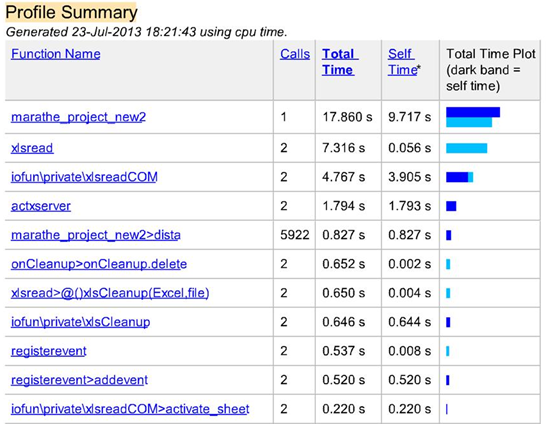 Profile Summary
Generated 23-Jul-2013 18:21:43 using cpu time.
Function Name Calls Total Time Self Time* Total Time Plot (dark band = self time)
marathe_project_new2 1 17.860 s 9.717 s
xlsread 2 7.316 s 0.056 s
iofun\private\xlsreadCOM 2 4.767 s 3.905 s
actxserver 2 1.794 s 1.793 s
marathe_project_new2>dista 5922 0.827 s 0.827 s
onCleanup>onCleanup.delete 2 0.652 s 0.002 s
xlsread>@()xlsCleanup(Excel,file) 2 0.650 s 0.004 s
iofun\private\xlsCleanup 2 0.646 s 0.644 s
registerevent 2 0.537 s 0.008 s
registerevent>addevent 2 0.520 s 0.520 s
iofun\private\xlsreadCOM>activate_sheet 2 0.220 s 0.220 s